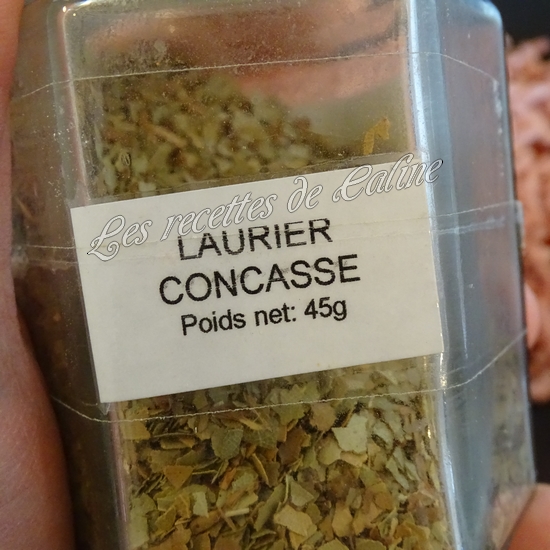 Les recettes de Caline
LAURIER
CONCASSE
Poids net: 45g